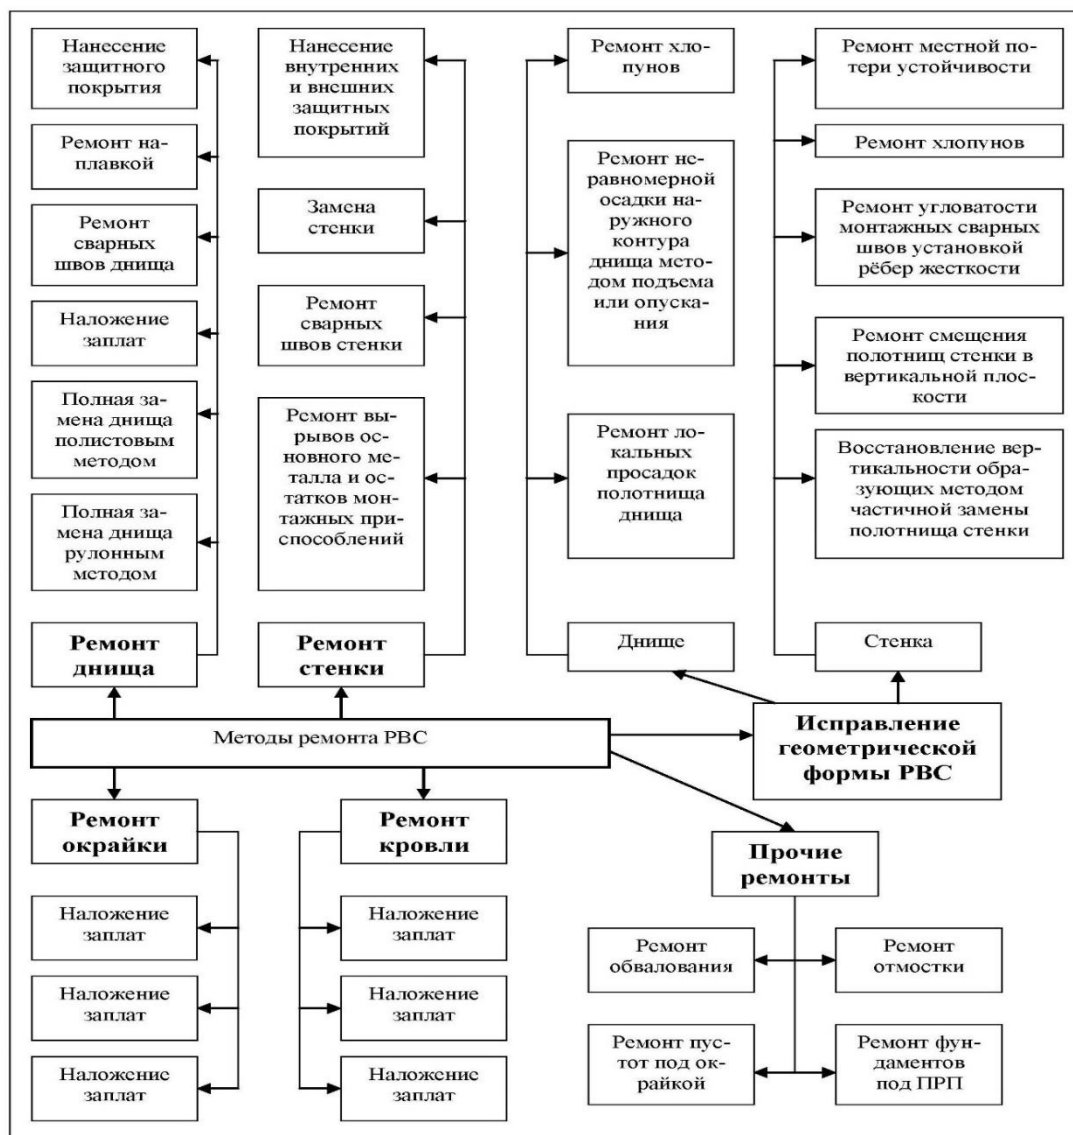 Нанесение
защитного
покрытия
Ремонт на-
плавкой
Ремонт
сварных
швов днища
Наложение
заплат
Полная за-
мена днища
полистовым
методом
Полная за-
мена днища
рулонным
методом
Ремонт
днища
Нанесение
внутренних
и внешних
защитных
покрытий
Замена
стенки
Ремонт
сварных
швов стенки
Ремонт вы-
рывов ос-
новного ме-
талла и ос-
татков мон-
тажных при-
способлений
Ремонт
стенки
Ремонт хло-
пунов
Ремонт не-
равномерной
осадки на-
ружного
контура
днища мето-
дом подъема
или опуска-
ния
Ремонт ло-
кальных
просадок
полотнища
днища
Днище
Ремонт местной по-
тери устойчивости
Ремонт хлопунов
Ремонт угловатости
монтажных сварных
швов установкой
рёбер жесткости
Ремонт смещения
полотнищ стенки в
вертикальной плос-
кости
Восстановление вер-
тикальности обра-
зующих методом
частичной замены
полотнища стенки
Стенка
Методы ремонта РВС
Исправление
геометрической
формы РВС
Ремонт
окрайки
Наложение
заплат
Наложение
заплат
Наложение
заплат
Ремонт
кровли
Наложение
заплат
Наложение
заплат
Наложение
заплат
Прочие
ремонты
Ремонт
обвалования
Ремонт
отмостки
Ремонт пус-
тот под ок-
райкой
Ремонт фун-
даментов
под ПРП